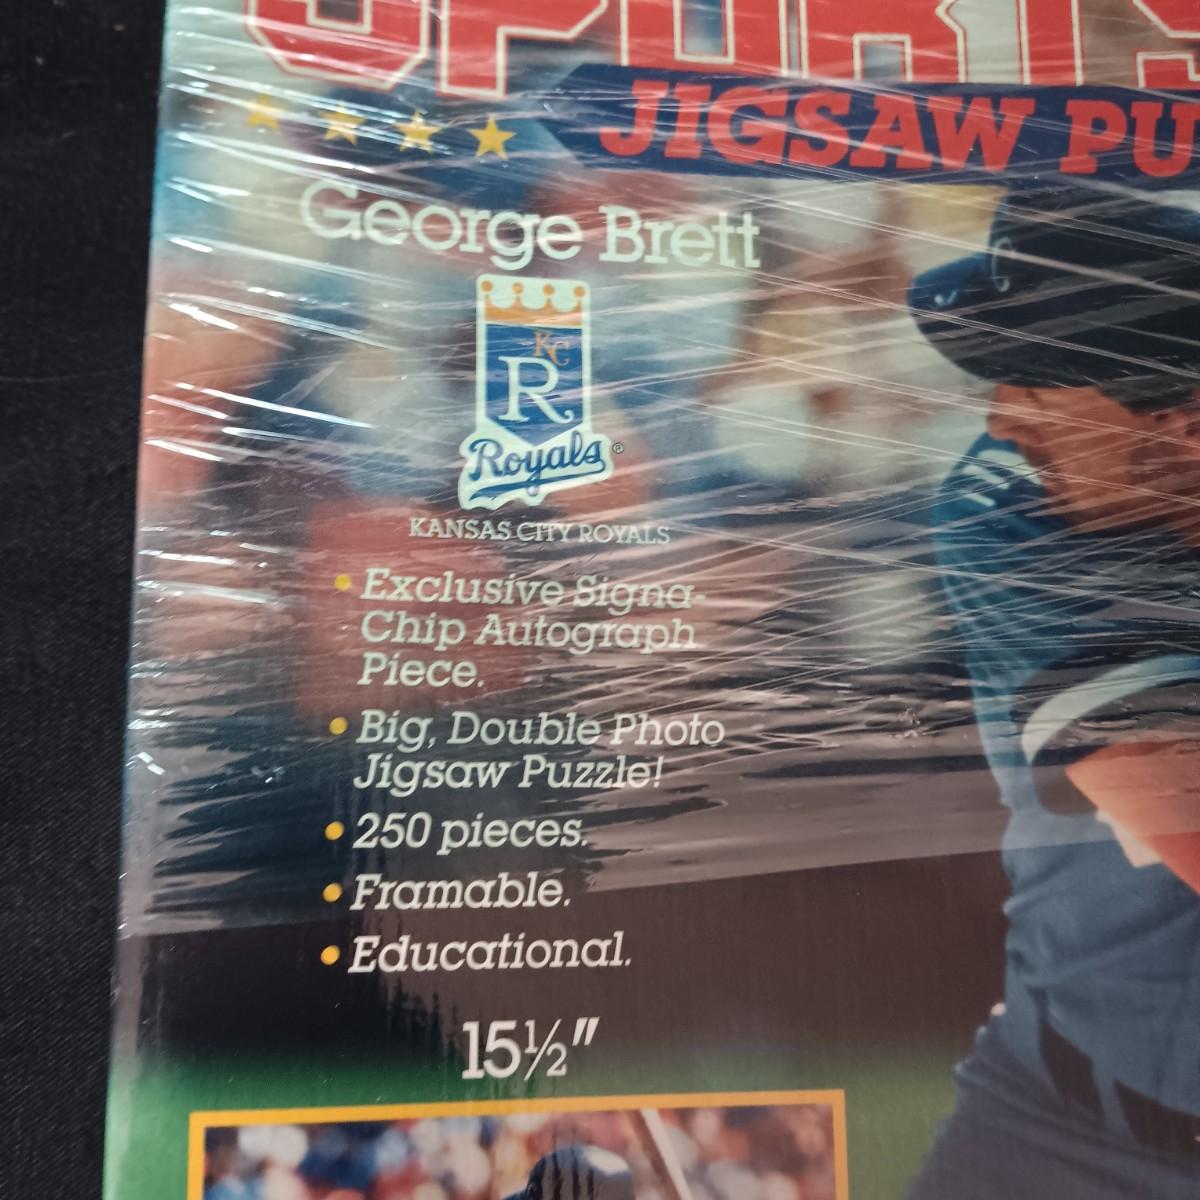 SPORTS
JIGSAW PU
George Brett
KC
R
Royals®
KANSAS CITY ROYALS
• Exclusive Signa-
Chip Autograph
Piece.
• Big, Double Photo
Jigsaw Puzzle!
• 250 pieces.
• Framable.
• Educational.
15½"